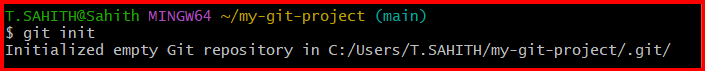 T.SAHITH@Sahith MINGW64 ~/my-git-project (main)
$ git init
Initialized empty Git repository in C:/Users/T.SAHITH/my-git-project/.git/